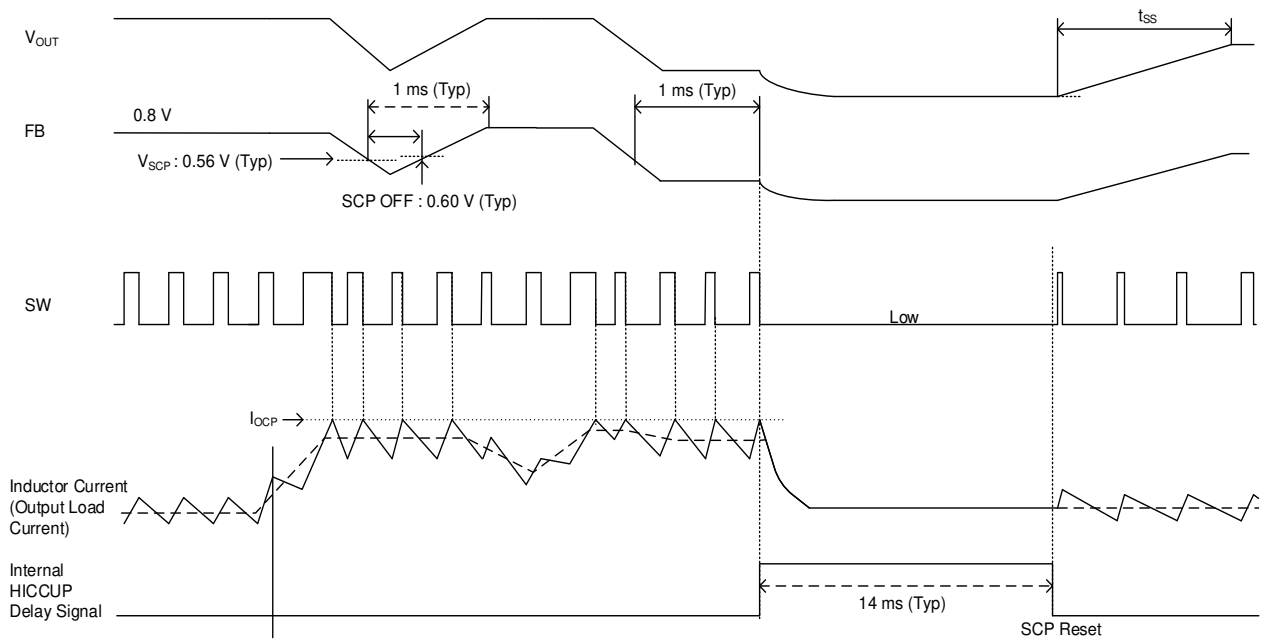 tSS
VOUT
1 ms (Typ)
1 ms (Typ)
0.8 V
FB
VSCP : 0.56 V (Typ)
SCP OFF : 0.60 V (Typ)
SW
Low
IOCP
Inductor Current
(Output Load
Current)
Internal
HICCUP
Delay Signal
14 ms (Typ)
SCP Reset